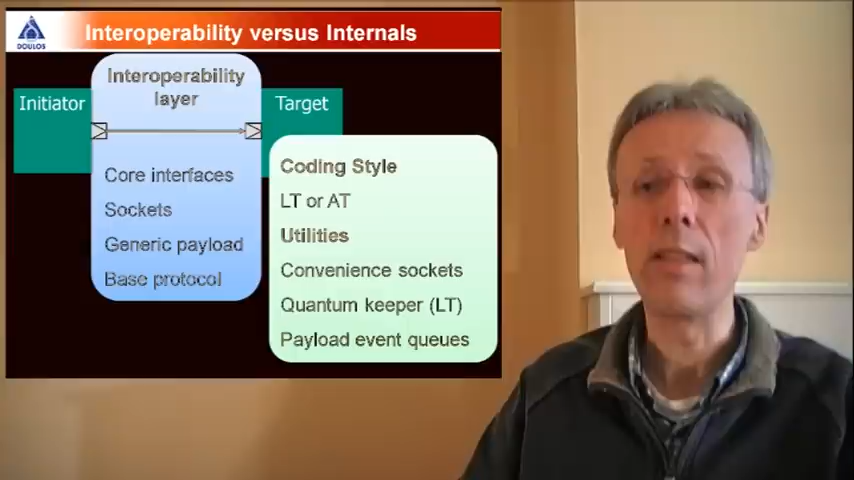 DOULOS
Interoperability versus Internals
Interoperability
layer
Initiator
Target
Core interfaces
Sockets
Generic payload
Base protocol
Coding Style
LT or AT
Utilities
Convenience sockets
Quantum keeper (LT)
Payload event queues